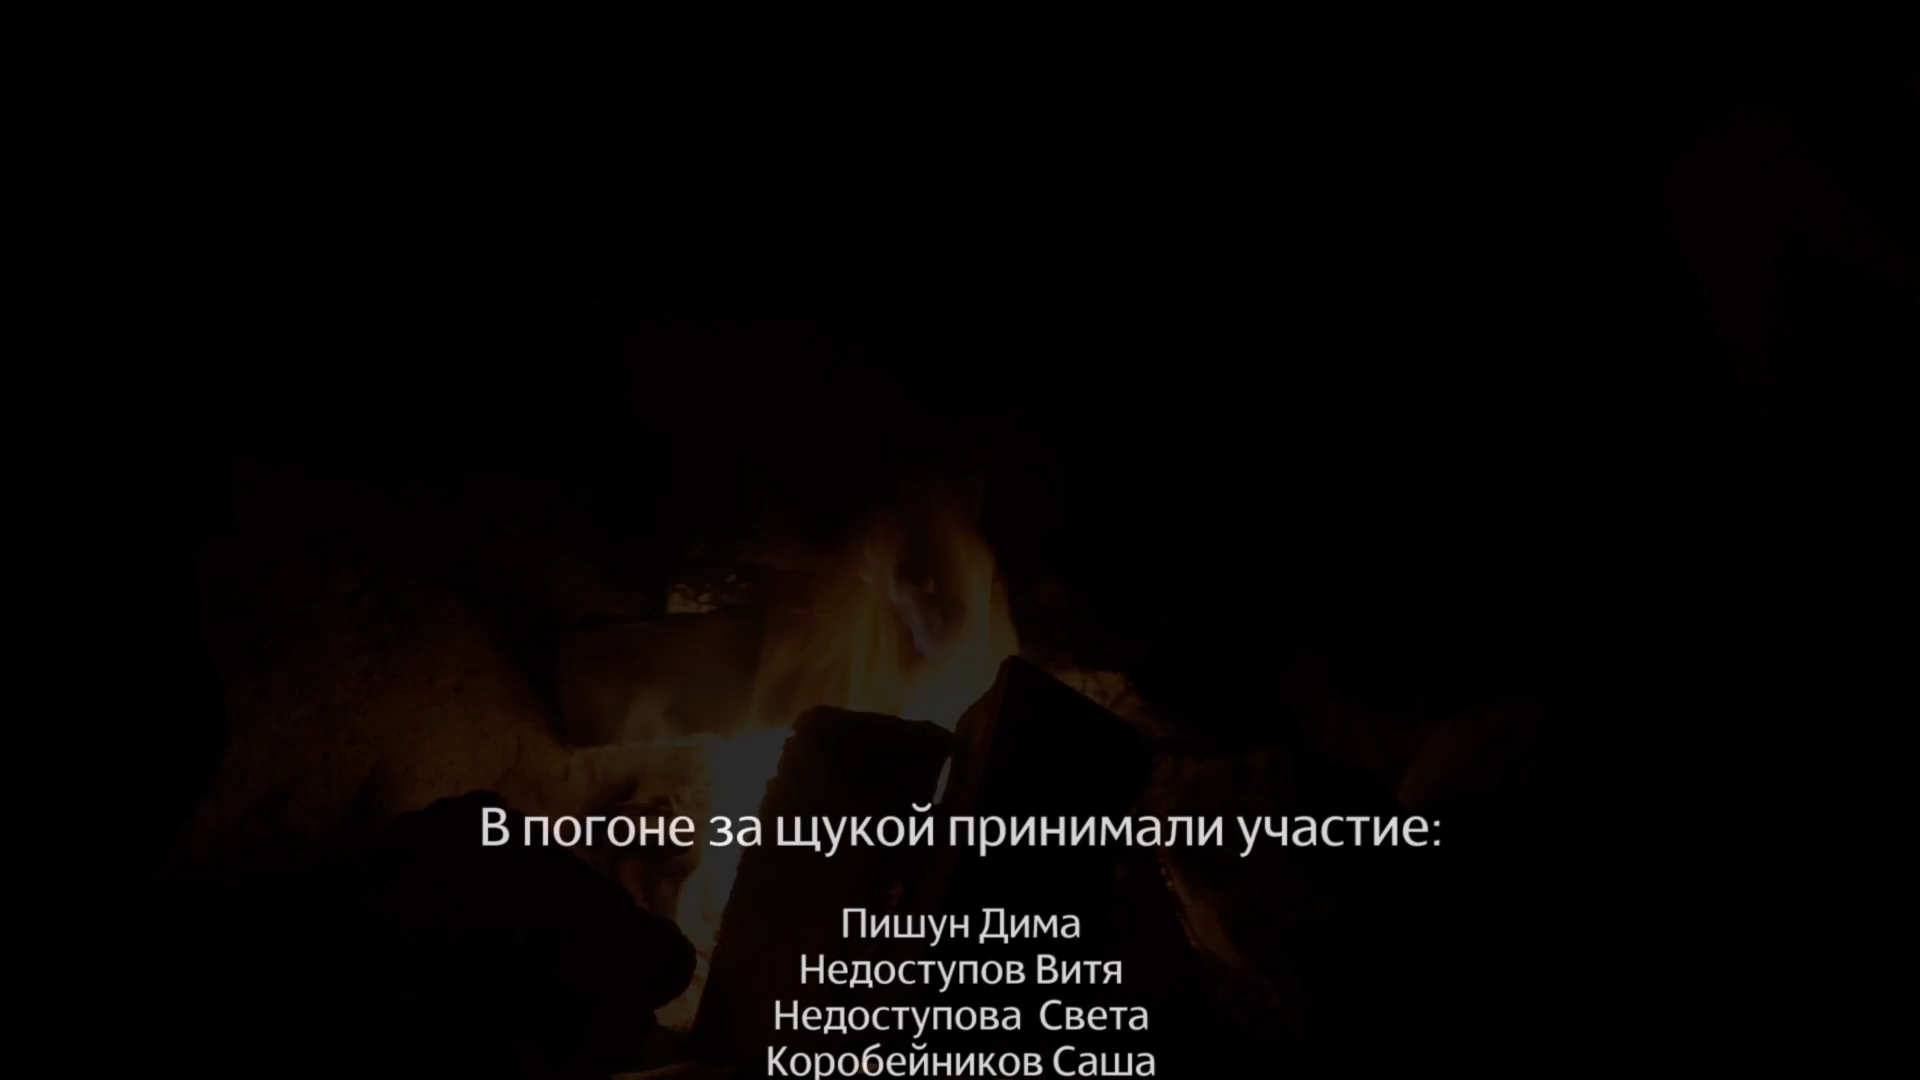 В погоне за щукой принимали участие:
Пишун Дима
Недоступов Витя
Недоступова Света
Коробейников Саша